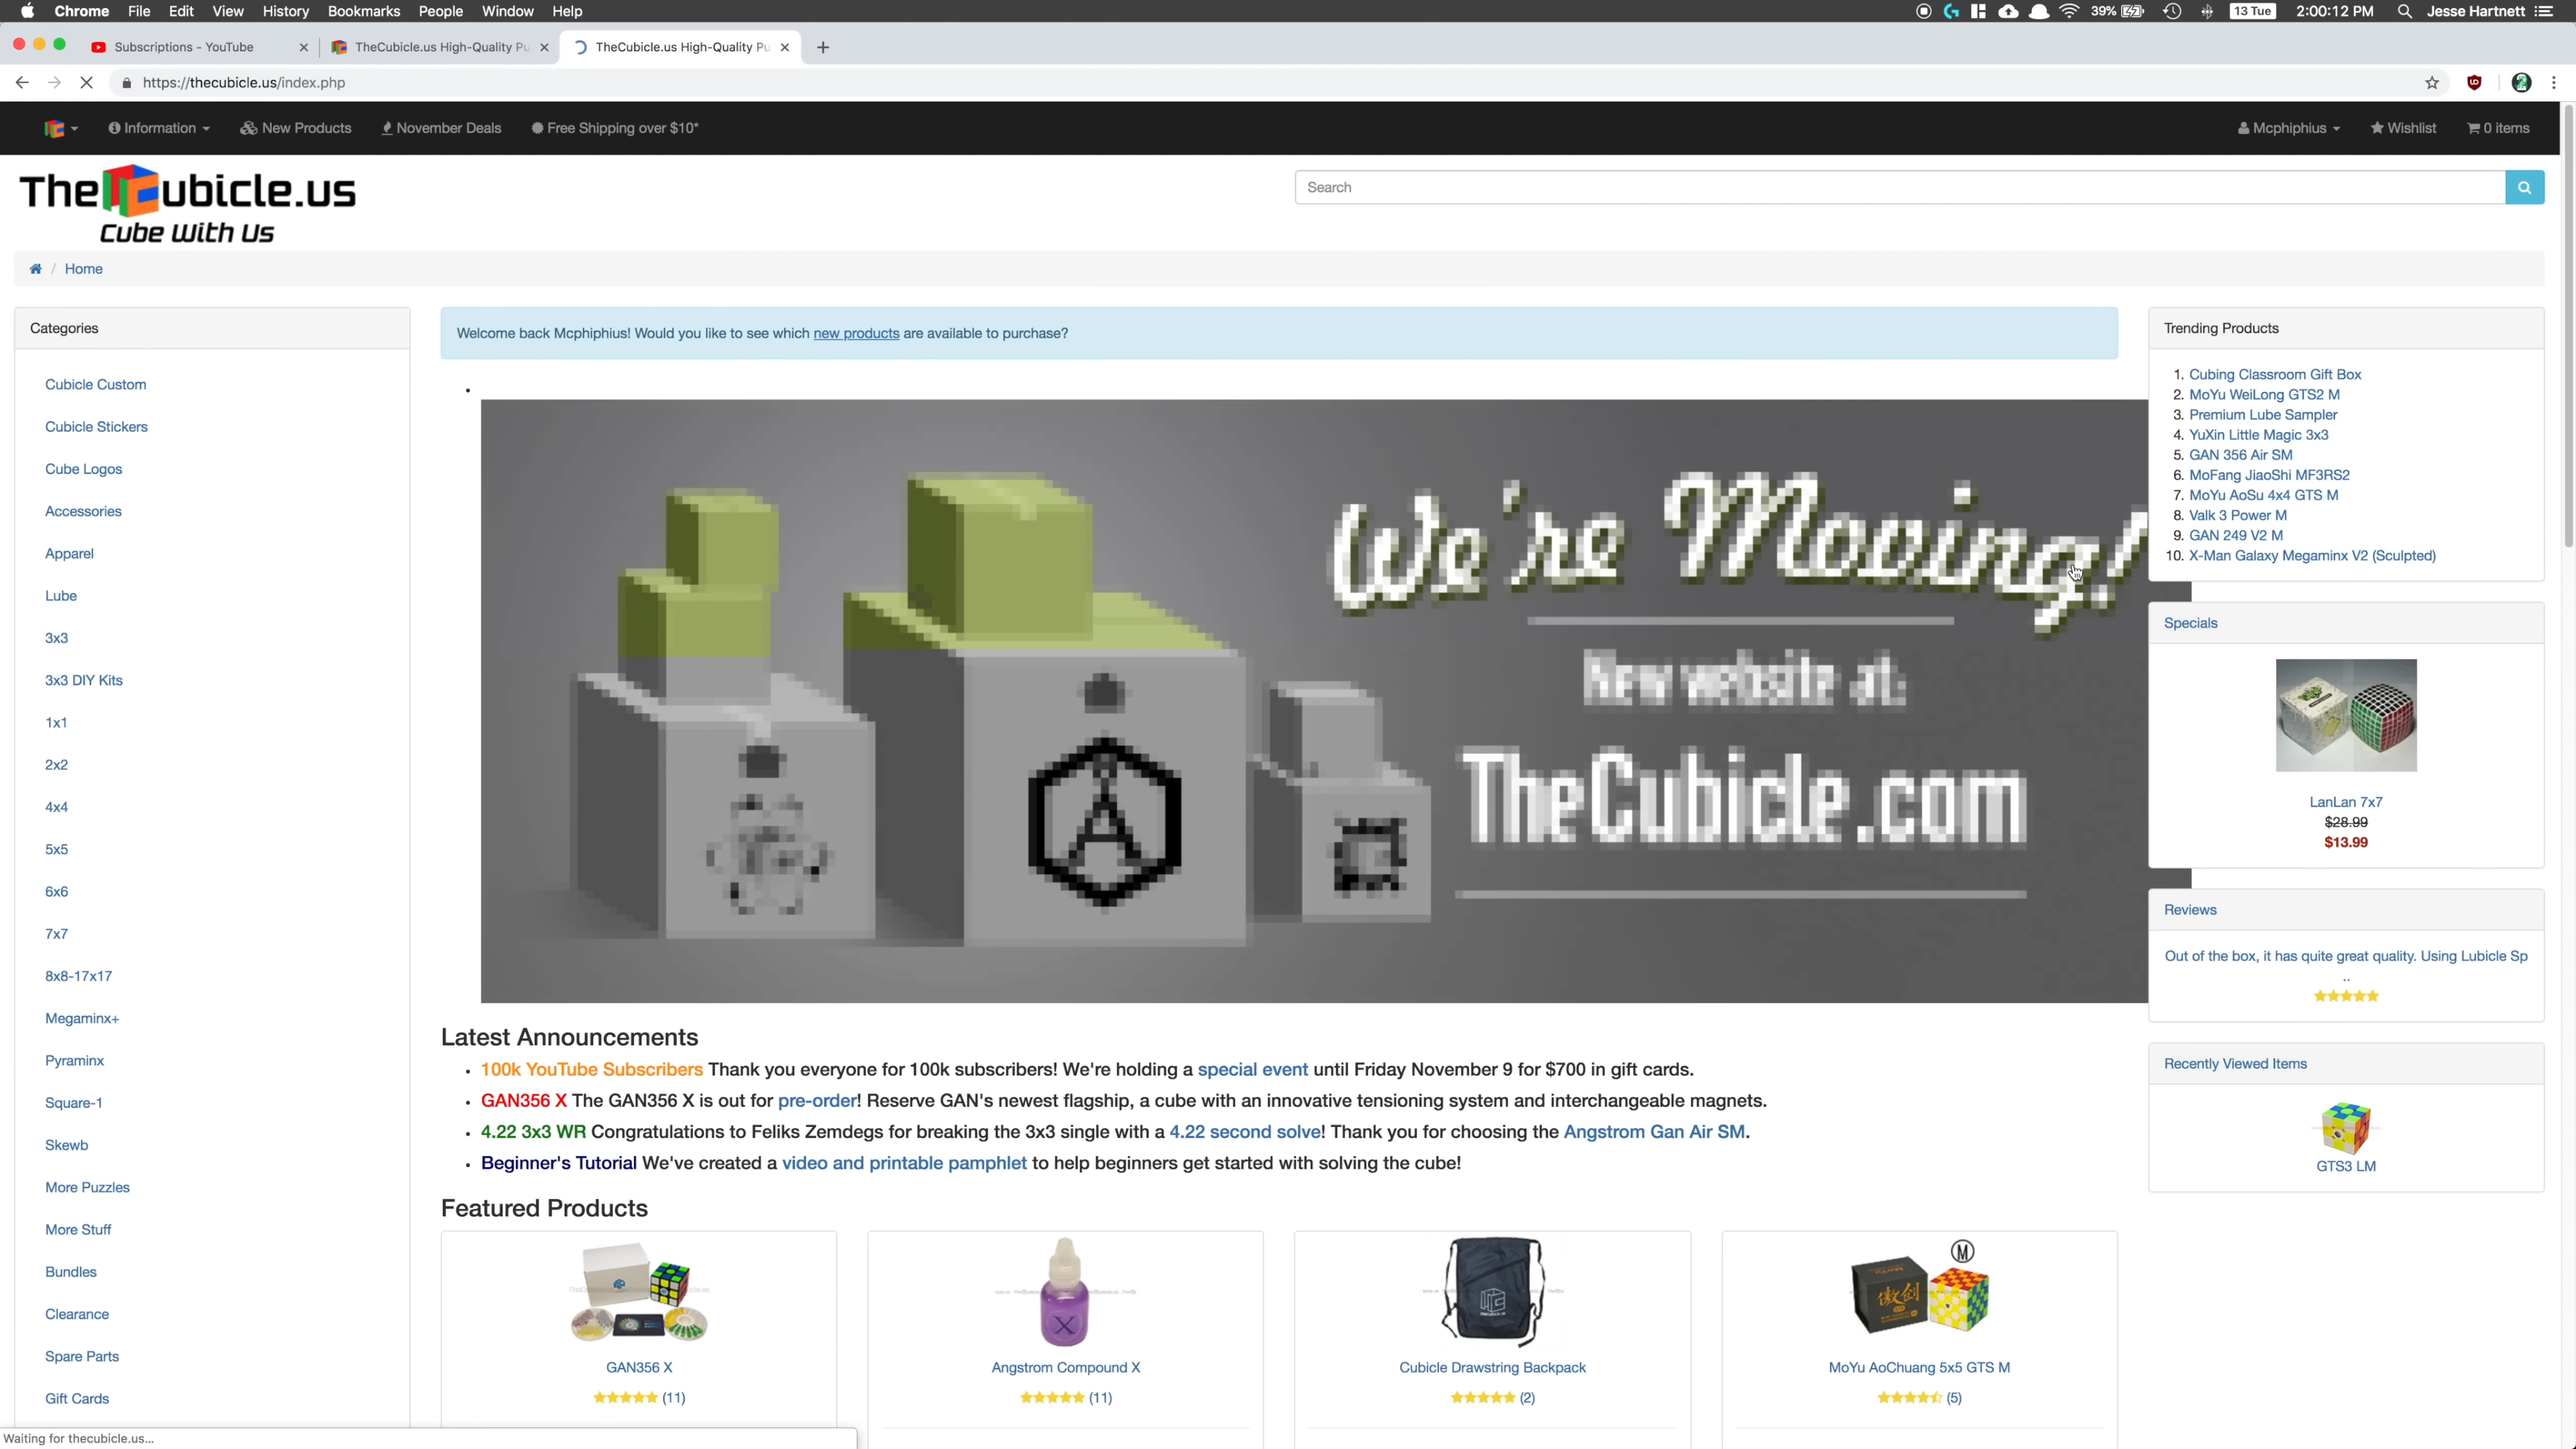 Chrome File Edit View History Bookmarks People Window Help 39% 13 Tue 2:00:12 PM Jesse Hartnett
Subscriptions - YouTube TheCubicle.us High-Quality Pu TheCubicle.us High-Quality Pu
https://thecubicle.us/index.php
Information New Products November Deals Free Shipping over $10* Mcphiphius Wishlist 0 items
TheCubicle.us
Cube With Us
Search
/ Home
Categories
Cubicle Custom
Cubicle Stickers
Cube Logos
Accessories
Apparel
Lube
3x3
3x3 DIY Kits
1x1
2x2
4x4
5x5
6x6
7x7
8x8-17x17
Megaminx+
Pyraminx
Square-1
Skewb
More Puzzles
More Stuff
Bundles
Clearance
Spare Parts
Gift Cards
Welcome back Mcphiphius! Would you like to see which new products are available to purchase?
We're Moving!
New website at:
TheCubicle.com
A
Latest Announcements
100k YouTube Subscribers Thank you everyone for 100k subscribers! We're holding a special event until Friday November 9 for $700 in gift cards.
GAN356 X The GAN356 X is out for pre-order! Reserve GAN's newest flagship, a cube with an innovative tensioning system and interchangeable magnets.
4.22 3x3 WR Congratulations to Feliks Zemdegs for breaking the 3x3 single with a 4.22 second solve! Thank you for choosing the Angstrom Gan Air SM.
Beginner's Tutorial We've created a video and printable pamphlet to help beginners get started with solving the cube!
Featured Products
X
M
MoYu
傲创
GAN356 X
(11)
Angstrom Compound X
(11)
Cubicle Drawstring Backpack
(2)
MoYu AoChuang 5x5 GTS M
(5)
Trending Products
1. Cubing Classroom Gift Box
2. MoYu WeiLong GTS2 M
3. Premium Lube Sampler
4. YuXin Little Magic 3x3
5. GAN 356 Air SM
6. MoFang JiaoShi MF3RS2
7. MoYu AoSu 4x4 GTS M
8. Valk 3 Power M
9. GAN 249 V2 M
10. X-Man Galaxy Megaminx V2 (Sculpted)
Specials
LanLan 7x7
$28.99
$13.99
Reviews
Out of the box, it has quite great quality. Using Lubicle Sp
..
Recently Viewed Items
GTS3 LM
Waiting for thecubicle.us...